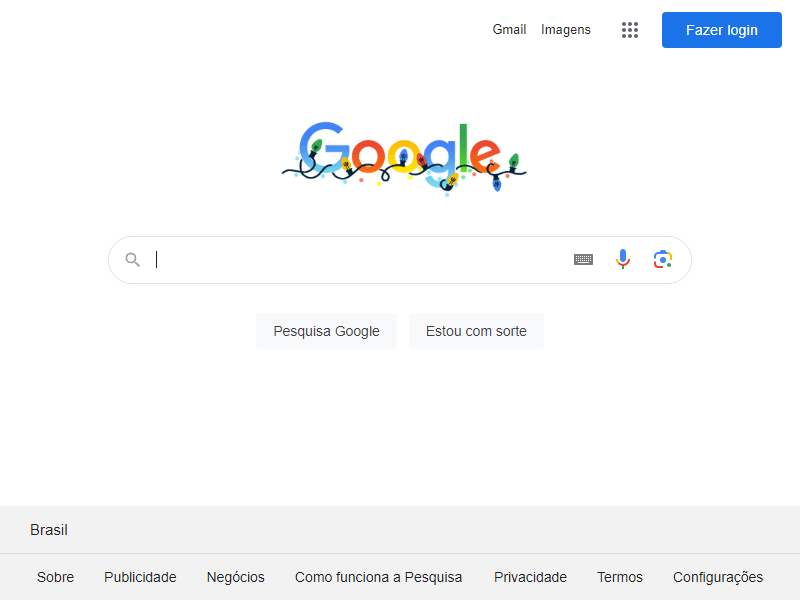 Gmail Imagens Fazer login
Google
Pesquisa Google Estou com sorte
Brasil
Sobre Publicidade Negócios Como funciona a Pesquisa Privacidade Termos Configurações